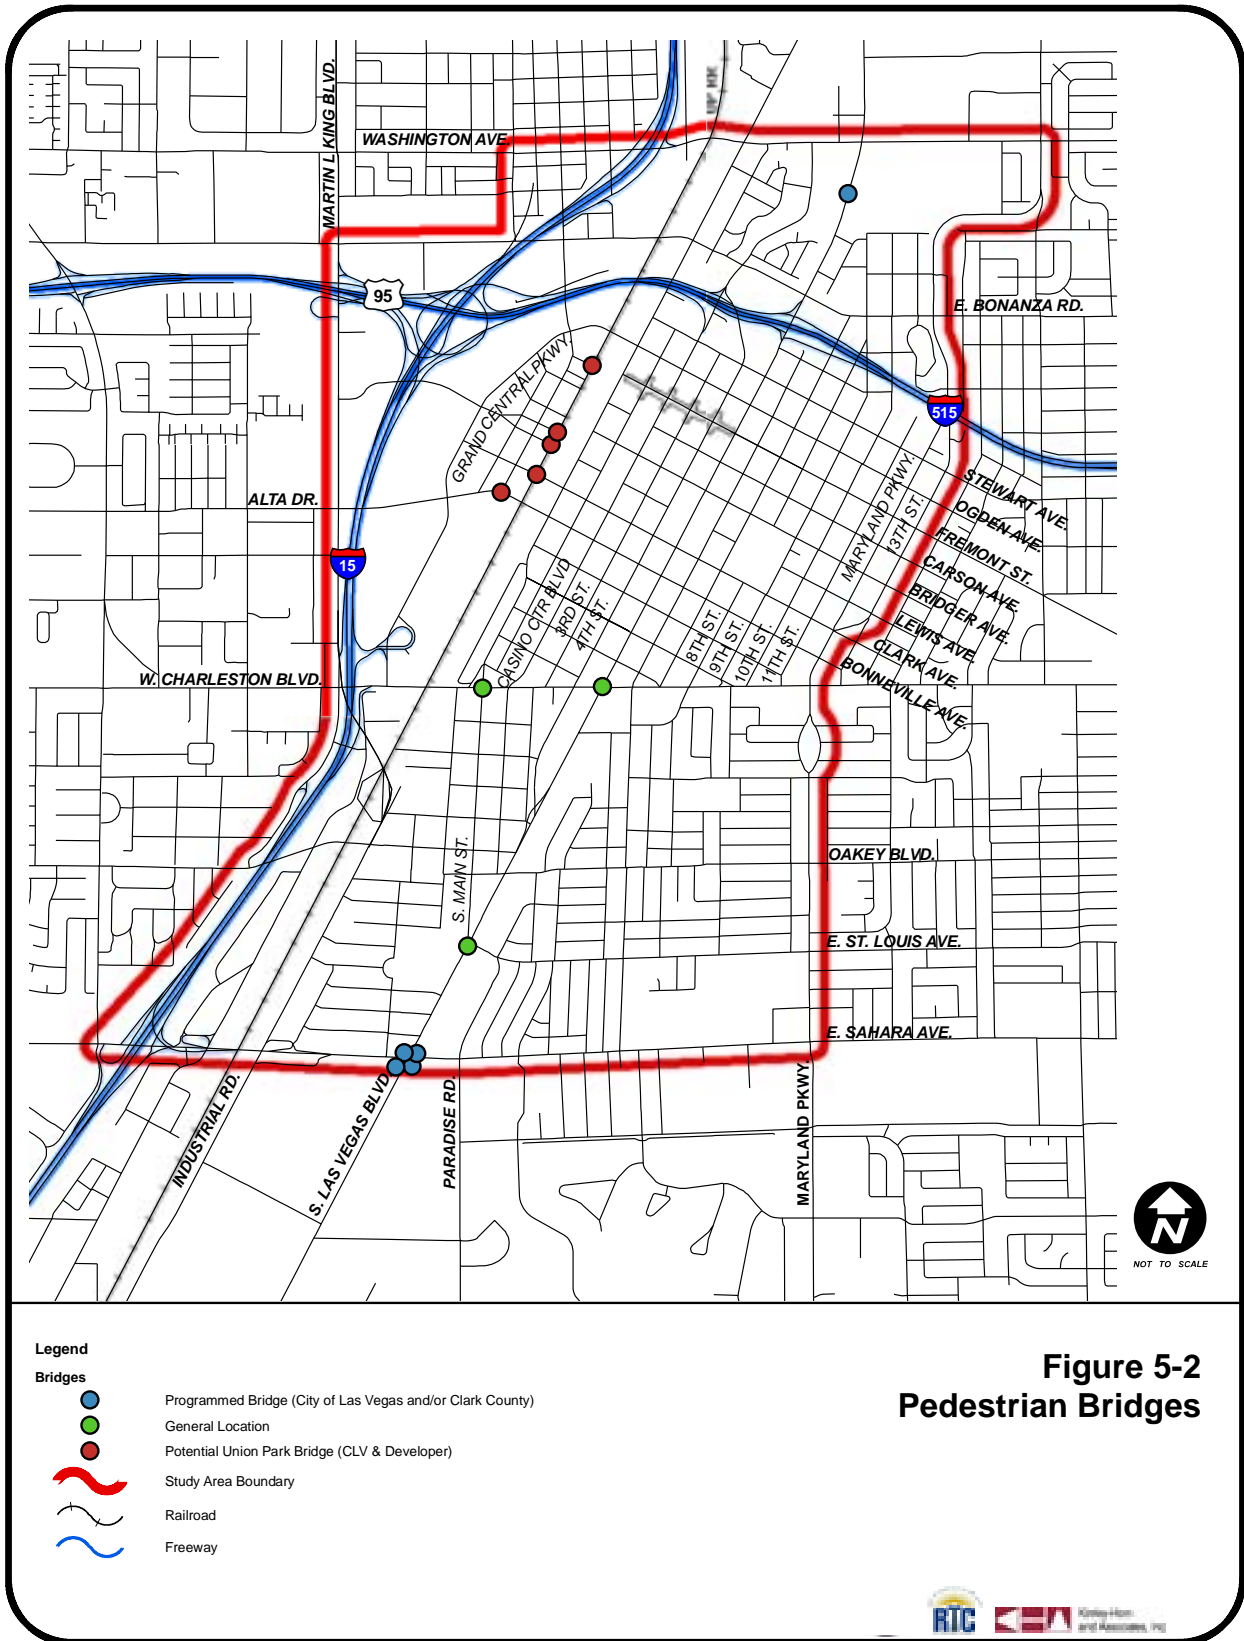 MARTIN L KING BLVD.
WASHINGTON AVE.
95
E. BONANZA RD.
GRAND CENTRAL PKWY.
515
ALTA DR.
MARYLAND PKWY.
13TH ST.
STEWART AVE.
OGDEN AVE.
FREMONT ST.
CARSON AVE.
BRIDGER AVE.
LEWIS AVE.
CLARK AVE.
BONNEVILLE AVE.
15
CASINO CTR BLVD
3RD ST.
4TH ST.
8TH ST.
9TH ST.
10TH ST.
11TH ST.
W. CHARLESTON BLVD.
S. MAIN ST.
OAKEY BLVD.
E. ST. LOUIS AVE.
E. SAHARA AVE.
INDUSTRIAL RD.
S. LAS VEGAS BLVD.
PARADISE RD.
MARYLAND PKWY.
N
NOT TO SCALE
Legend
Bridges
Programmed Bridge (City of Las Vegas and/or Clark County)
General Location
Potential Union Park Bridge (CLV & Developer)
Study Area Boundary
Railroad
Freeway
Figure 5-2
Pedestrian Bridges
RTC
Kimley-Horn
and Associates, Inc.